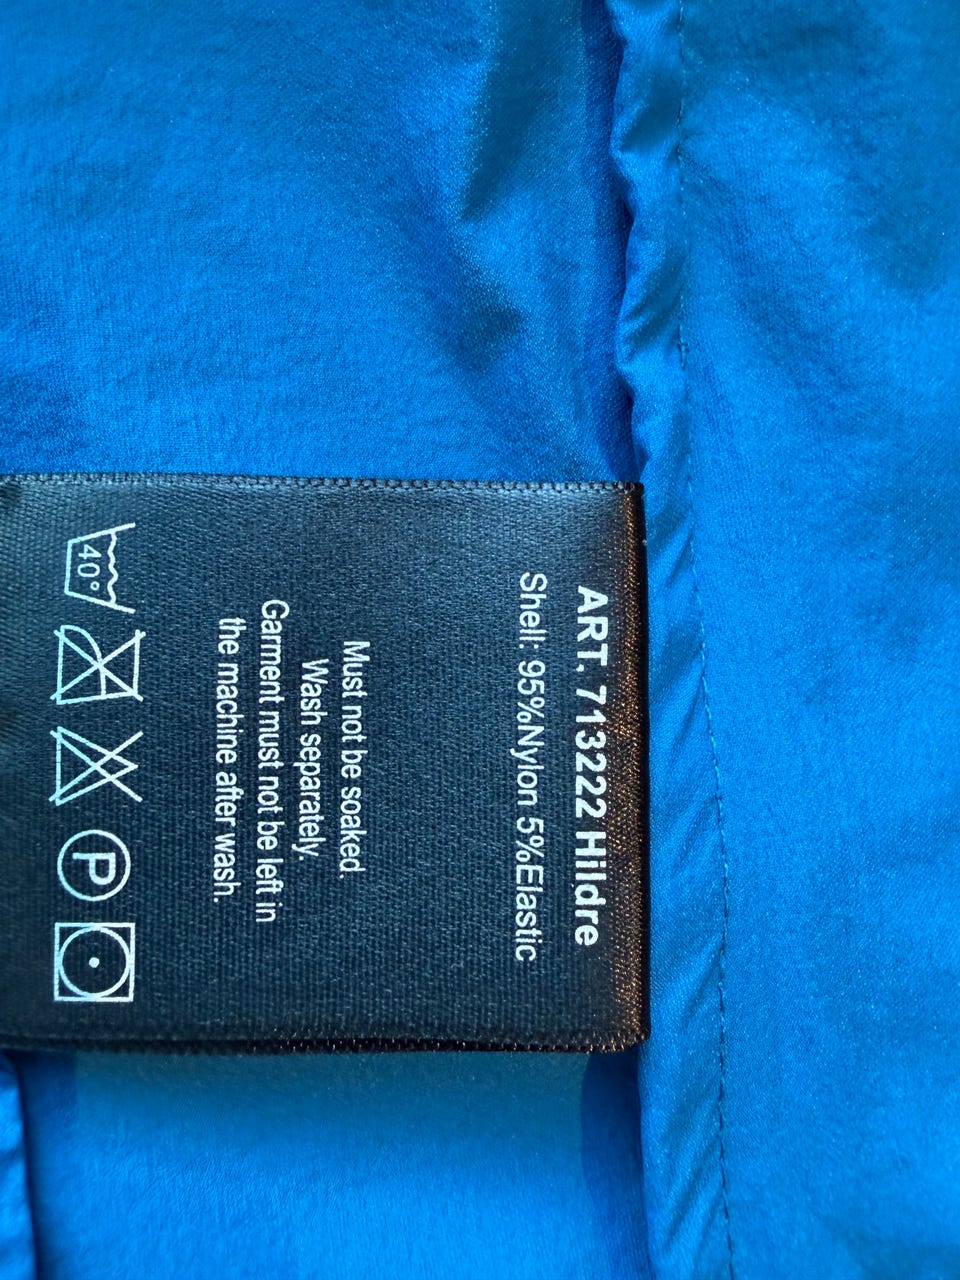 ART. 713222 Hildre
Shell: 95%Nylon 5%Elastic
Must not be soaked.
Wash separately.
Garment must not be left in
the machine after wash.
40°
P